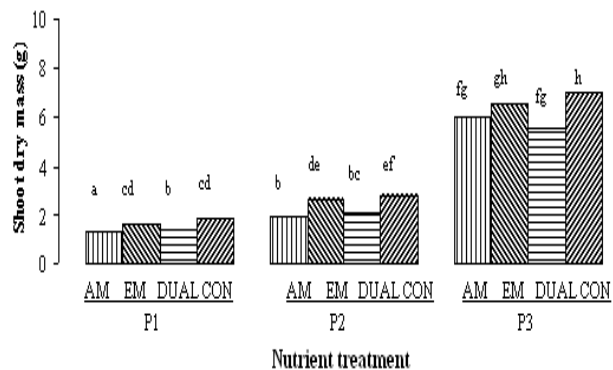 Shoot dry mass (g)
10
8
6
4
2
0
a cd b cd
b de bc ef
fg gh fg h
AM EM DUAL CON AM EM DUAL CON AM EM DUAL CON
P1 P2 P3
Nutrient treatment